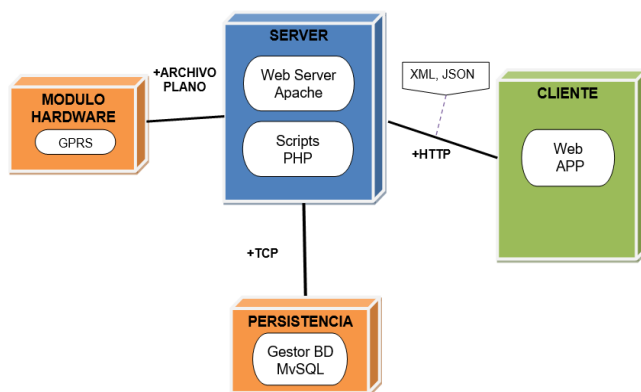 SERVER
Web Server
Apache
Scripts
PHP
+ARCHIVO
PLANO
MODULO
HARDWARE
GPRS
XML, JSON
+HTTP
CLIENTE
Web
APP
+TCP
PERSISTENCIA
Gestor BD
MySQL